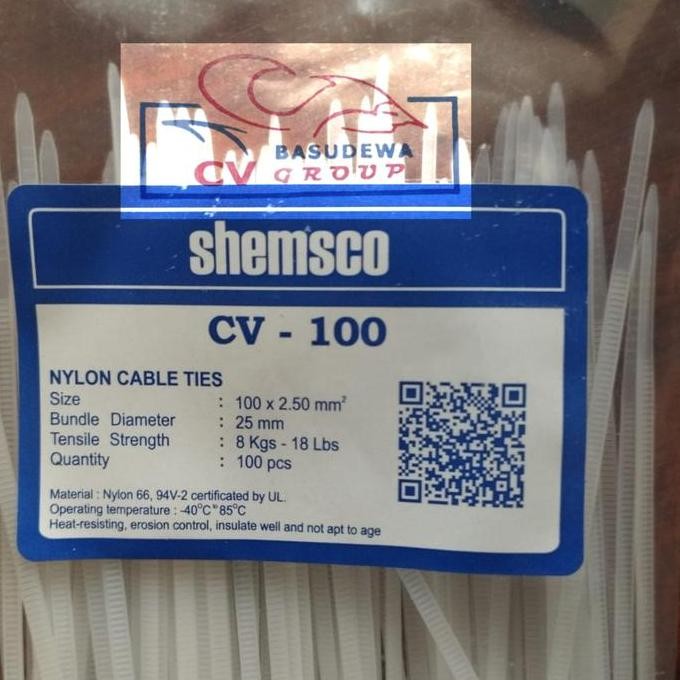 BASUDEWA
CV GROUP
shemsco
CV - 100
NYLON CABLE TIES
Size : 100 x 2.50 mm²
Bundle Diameter : 25 mm
Tensile Strength : 8 Kgs - 18 Lbs
Quantity : 100 pcs
Material : Nylon 66, 94V-2 certificated by UL.
Operating temperature : -40°C~85°C
Heat-resisting, erosion control, insulate well and not apt to age